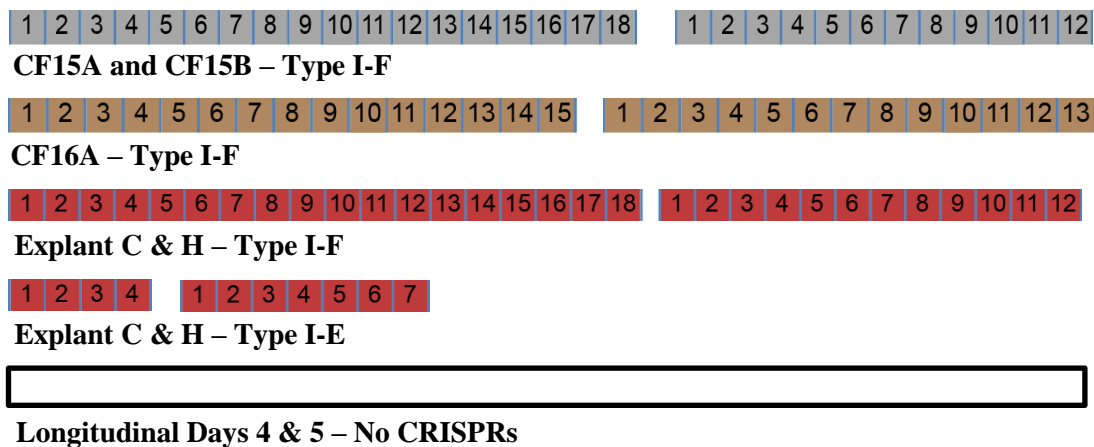 1 2 3 4 5 6 7 8 9 10 11 12 13 14 15 16 17 18 1 2 3 4 5 6 7 8 9 10 11 12
CF15A and CF15B – Type I-F
1 2 3 4 5 6 7 8 9 10 11 12 13 14 15 1 2 3 4 5 6 7 8 9 10 11 12 13
CF16A – Type I-F
1 2 3 4 5 6 7 8 9 10 11 12 13 14 15 16 17 18 1 2 3 4 5 6 7 8 9 10 11 12
Explant C & H – Type I-F
1 2 3 4 1 2 3 4 5 6 7
Explant C & H – Type I-E
Longitudinal Days 4 & 5 – No CRISPRs